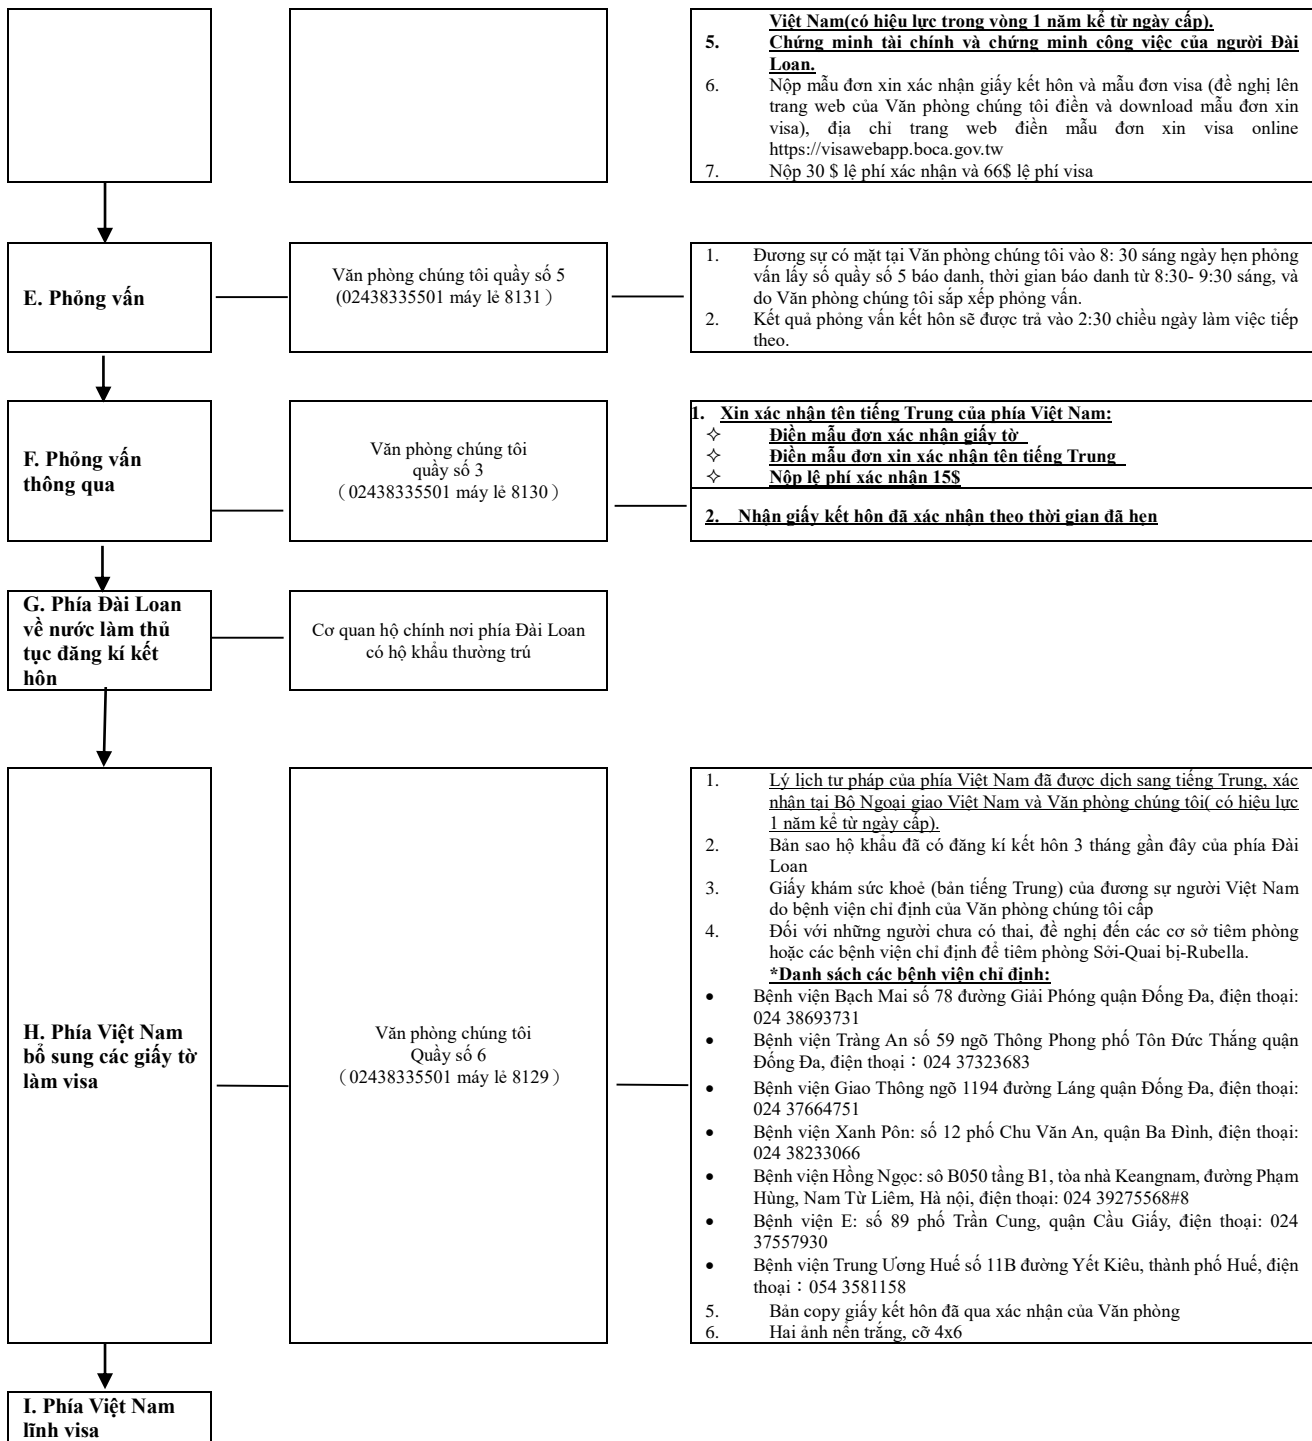 Việt Nam(có hiệu lực trong vòng 1 năm kể từ ngày cấp).
5. Chứng minh tài chính và chứng minh công việc của người Đài
Loan.
6. Nộp mẫu đơn xin xác nhận giấy kết hôn và mẫu đơn visa (đề nghị lên
trang web của Văn phòng chúng tôi điền và download mẫu đơn xin
visa), địa chỉ trang web điền mẫu đơn xin visa online
https://visawebapp.boca.gov.tw
7. Nộp 30 $ lệ phí xác nhận và 66$ lệ phí visa
E. Phỏng vấn
Văn phòng chúng tôi quầy số 5
(02438335501 máy lẻ 8131）
1. Đương sự có mặt tại Văn phòng chúng tôi vào 8: 30 sáng ngày hẹn phỏng
vấn lấy số quầy số 5 báo danh, thời gian báo danh từ 8:30- 9:30 sáng, và
do Văn phòng chúng tôi sắp xếp phỏng vấn.
2. Kết quả phỏng vấn kết hôn sẽ được trả vào 2:30 chiều ngày làm việc tiếp
theo.
F. Phỏng vấn
thông qua
Văn phòng chúng tôi
quầy số 3
（02438335501 máy lẻ 8130）
1. Xin xác nhận tên tiếng Trung của phía Việt Nam:
✧ Điền mẫu đơn xác nhận giấy tờ
✧ Điền mẫu đơn xin xác nhận tên tiếng Trung
✧ Nộp lệ phí xác nhận 15$
2. Nhận giấy kết hôn đã xác nhận theo thời gian đã hẹn
G. Phía Đài Loan
về nước làm thủ
tục đăng kí kết
hôn
Cơ quan hộ chính nơi phía Đài Loan
có hộ khẩu thường trú
H. Phía Việt Nam
bổ sung các giấy tờ
làm visa
Văn phòng chúng tôi
Quầy số 6
（02438335501 máy lẻ 8129）
1. Lý lịch tư pháp của phía Việt Nam đã được dịch sang tiếng Trung, xác
nhận tại Bộ Ngoại giao Việt Nam và Văn phòng chúng tôi( có hiệu lực
1 năm kể từ ngày cấp).
2. Bản sao hộ khẩu đã có đăng kí kết hôn 3 tháng gần đây của phía Đài
Loan
3. Giấy khám sức khoẻ (bản tiếng Trung) của đương sự người Việt Nam
do bệnh viện chỉ định của Văn phòng chúng tôi cấp
4. Đối với những người chưa có thai, đề nghị đến các cơ sở tiêm phòng
hoặc các bệnh viện chỉ định để tiêm phòng Sởi-Quai bị-Rubella.
*Danh sách các bệnh viện chỉ định:
• Bệnh viện Bạch Mai số 78 đường Giải Phóng quận Đống Đa, điện thoại:
024 38693731
• Bệnh viện Tràng An số 59 ngõ Thông Phong phố Tôn Đức Thắng quận
Đống Đa, điện thoại：024 37323683
• Bệnh viện Giao Thông ngõ 1194 đường Láng quận Đống Đa, điện thoại:
024 37664751
• Bệnh viện Xanh Pôn: số 12 phố Chu Văn An, quận Ba Đình, điện thoại:
024 38233066
• Bệnh viện Hồng Ngọc: sô B050 tầng B1, tòa nhà Keangnam, đường Phạm
Hùng, Nam Từ Liêm, Hà nội, điện thoại: 024 39275568#8
• Bệnh viện E: số 89 phố Trần Cung, quận Cầu Giấy, điện thoại: 024
37557930
• Bệnh viện Trung Ương Huế số 11B đường Yết Kiêu, thành phố Huế, điện
thoại：054 3581158
5. Bản copy giấy kết hôn đã qua xác nhận của Văn phòng
6. Hai ảnh nền trắng, cỡ 4x6
I. Phía Việt Nam
lĩnh visa